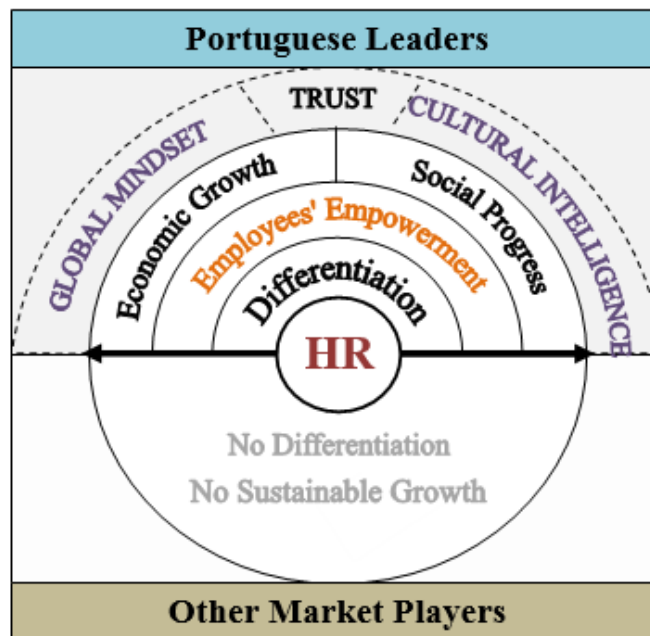 Portuguese Leaders
TRUST
GLOBAL MINDSET
CULTURAL INTELLIGENCE
Economic Growth
Social Progress
Employees' Empowerment
Differentiation
HR
No Differentiation
No Sustainable Growth
Other Market Players